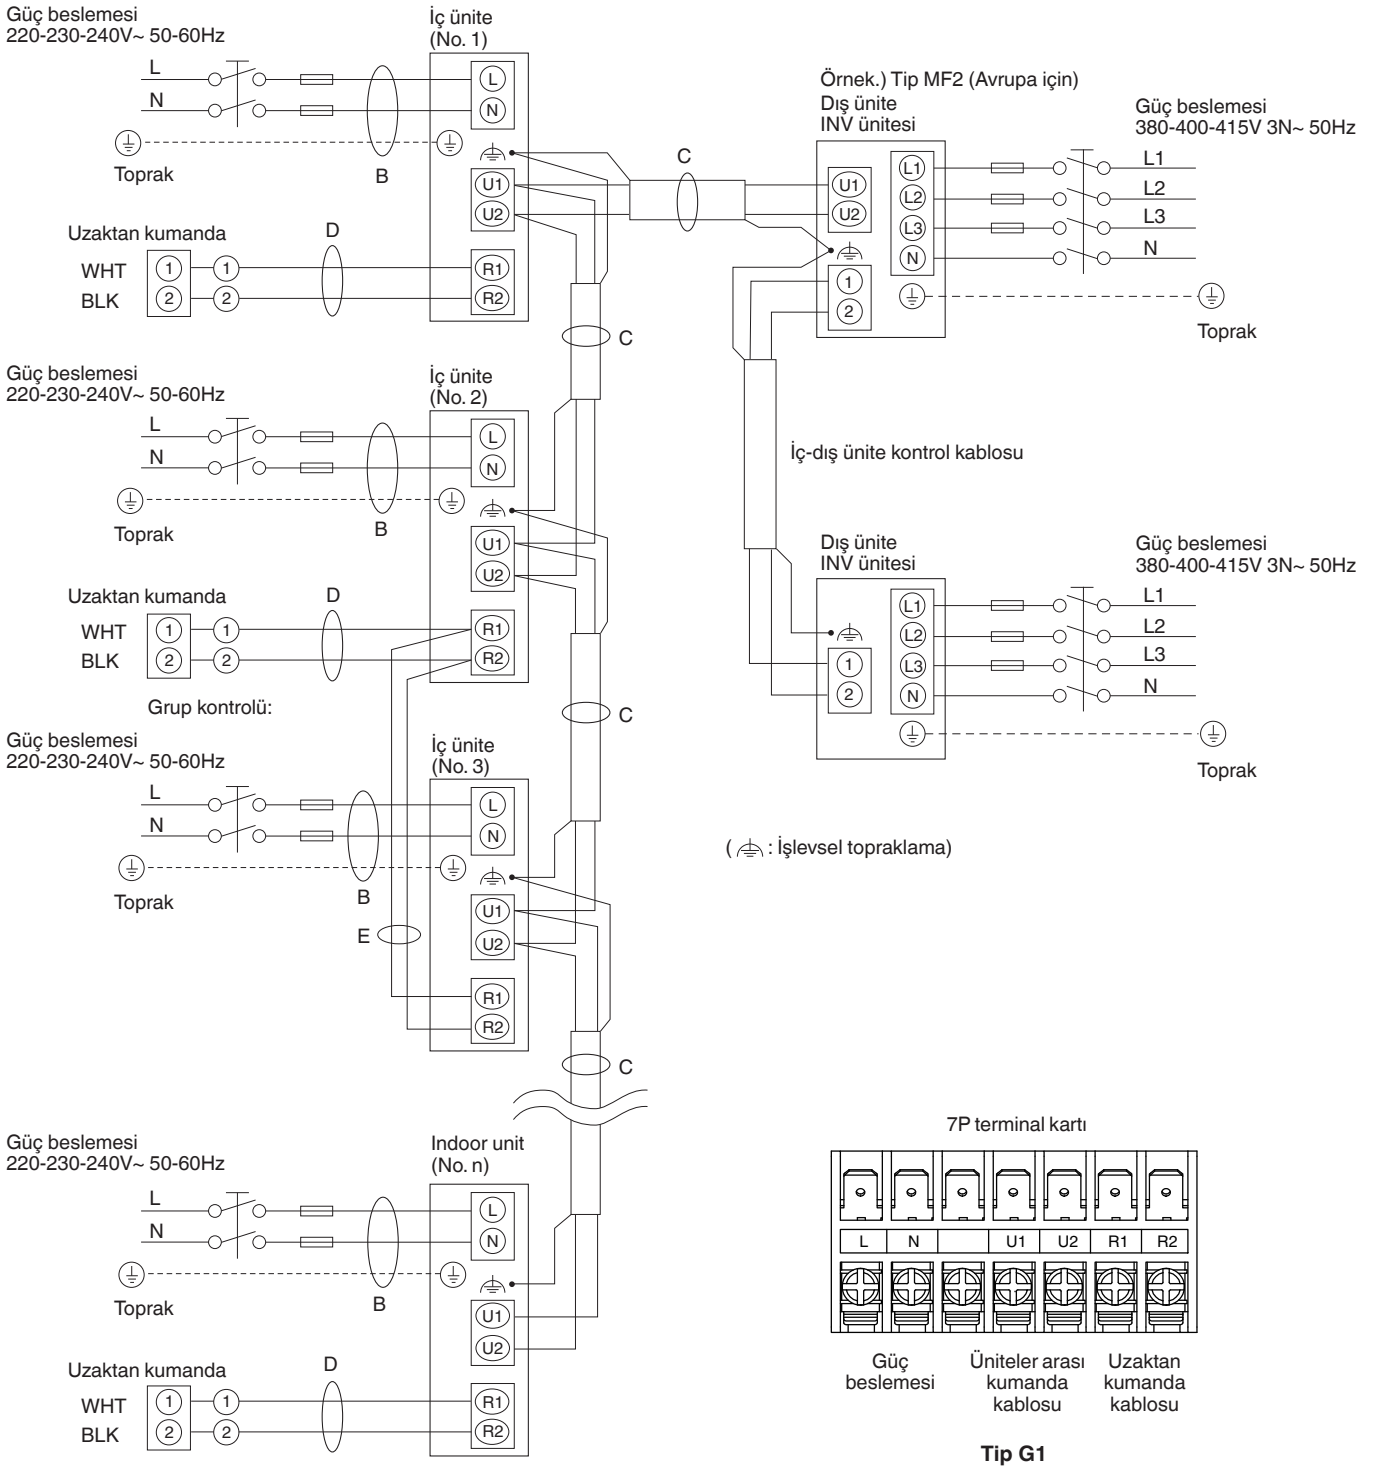 Güç beslemesi
220-230-240V~ 50-60Hz
L
N
Toprak
B
İç ünite
(No. 1)
L
N
U1
U2
R1
R2
Uzaktan kumanda
WHT
BLK
1
2
1
2
D
C
C
Örnek.) Tip MF2 (Avrupa için)
Dış ünite
INV ünitesi
U1
U2
1
2
L1
L2
L3
N
Güç beslemesi
380-400-415V 3N~ 50Hz
L1
L2
L3
N
Toprak
Güç beslemesi
220-230-240V~ 50-60Hz
L
N
Toprak
B
İç ünite
(No. 2)
L
N
U1
U2
R1
R2
Uzaktan kumanda
WHT
BLK
1
2
1
2
D
C
İç-dış ünite kontrol kablosu
Dış ünite
INV ünitesi
1
2
L1
L2
L3
N
Güç beslemesi
380-400-415V 3N~ 50Hz
L1
L2
L3
N
Toprak
Grup kontrolü:
Güç beslemesi
220-230-240V~ 50-60Hz
L
N
Toprak
B
E
İç ünite
(No. 3)
L
N
U1
U2
R1
R2
C
( : İşlevsel topraklama)
Güç beslemesi
220-230-240V~ 50-60Hz
L
N
Toprak
B
Indoor unit
(No. n)
L
N
U1
U2
R1
R2
Uzaktan kumanda
WHT
BLK
1
2
1
2
D
7P terminal kartı
L N U1 U2 R1 R2
Güç
beslemesi
Üniteler arası
kumanda
kablosu
Uzaktan
kumanda
kablosu
Tip G1